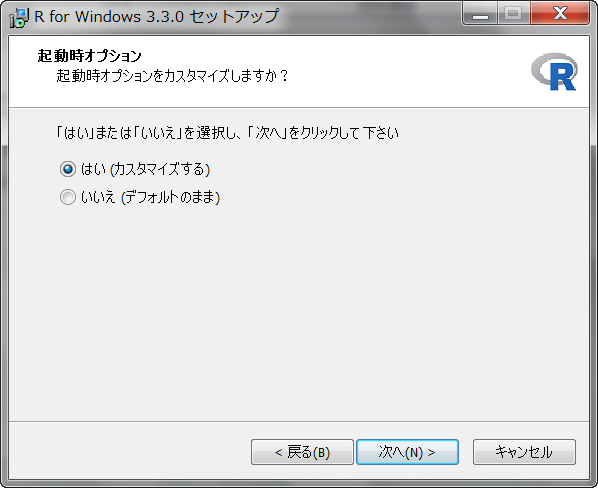 R for Windows 3.3.0 セットアップ
起動時オプション
起動時オプションをカスタマイズしますか？
R
「はい」または「いいえ」を選択し、「次へ」をクリックして下さい
はい (カスタマイズする)
いいえ (デフォルトのまま)
< 戻る(B)
次へ(N) >
キャンセル